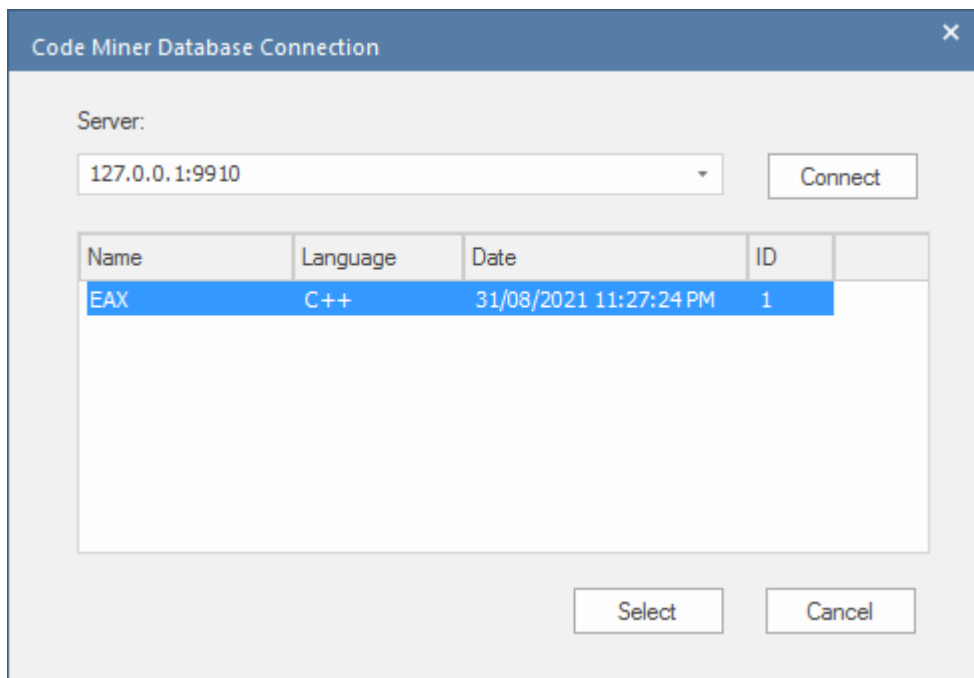 Code Miner Database Connection
Server:
127.0.0.1:9910
Connect
Name Language Date ID
EAX C++ 31/08/2021 11:27:24 PM 1
Select Cancel